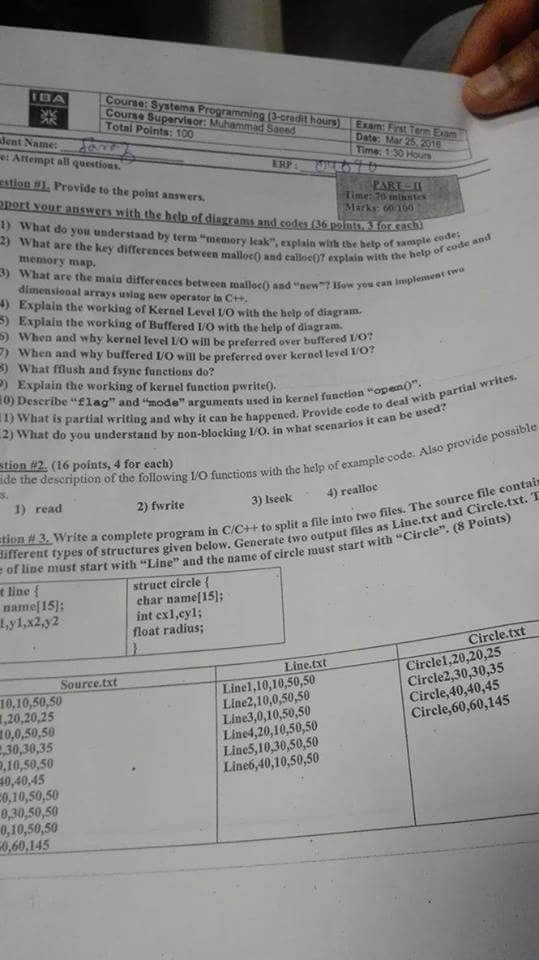 IBA
Course: Systems Programming (3-credit hours)
Course Supervisor: Muhammad Saeed
Total Points: 100
Exam: First Term Exam
Date: Mar 25, 2016
Time: 1:30 Hours
dent Name:
ERP:
e: Attempt all questions.
PART – II
Time: 70 minutes
Marks: 60/100
estion #1. Provide to the point answers.
pport your answers with the help of diagrams and codes (36 points, 3 for each)
1) What do you understand by term “memory leak”, explain with the help of sample code;
2) What are the key differences between malloc() and calloc()? explain with the help of code and
memory map.
3) What are the main differences between malloc() and “new”? How you can implement two
dimensional arrays using new operator in C++.
4) Explain the working of Kernel Level I/O with the help of diagram.
5) Explain the working of Buffered I/O with the help of diagram.
6) When and why kernel level I/O will be preferred over buffered I/O?
7) When and why buffered I/O will be preferred over kernel level I/O?
8) What fflush and fsync functions do?
9) Explain the working of kernel function pwrite().
10) Describe “flag” and “mode” arguments used in kernel function “open()”.
11) What is partial writing and why it can be happened. Provide code to deal with partial writes.
12) What do you understand by non-blocking I/O. in what scenarios it can be used?
stion #2. (16 points, 4 for each)
ide the description of the following I/O functions with the help of example code. Also provide possible
s.
1) read 2) fwrite 3) lseek 4) realloc
stion # 3. Write a complete program in C/C++ to split a file into two files. The source file contain
different types of structures given below. Generate two output files as Line.txt and Circle.txt. T
e of line must start with “Line” and the name of circle must start with “Circle”. (8 Points)
t line {
name[15];
1,y1,x2,y2
struct circle {
char name[15];
int cx1,cy1;
float radius;
}
Source.txt
10,10,50,50
1,20,20,25
10,0,50,50
2,30,30,35
0,10,50,50
40,40,45
20,10,50,50
0,30,50,50
0,10,50,50
60,60,145
Line.txt
Line1,10,10,50,50
Line2,10,0,50,50
Line3,0,10,50,50
Line4,20,10,50,50
Line5,10,30,50,50
Line6,40,10,50,50
Circle.txt
Circle1,20,20,25
Circle2,30,30,35
Circle,40,40,45
Circle,60,60,145